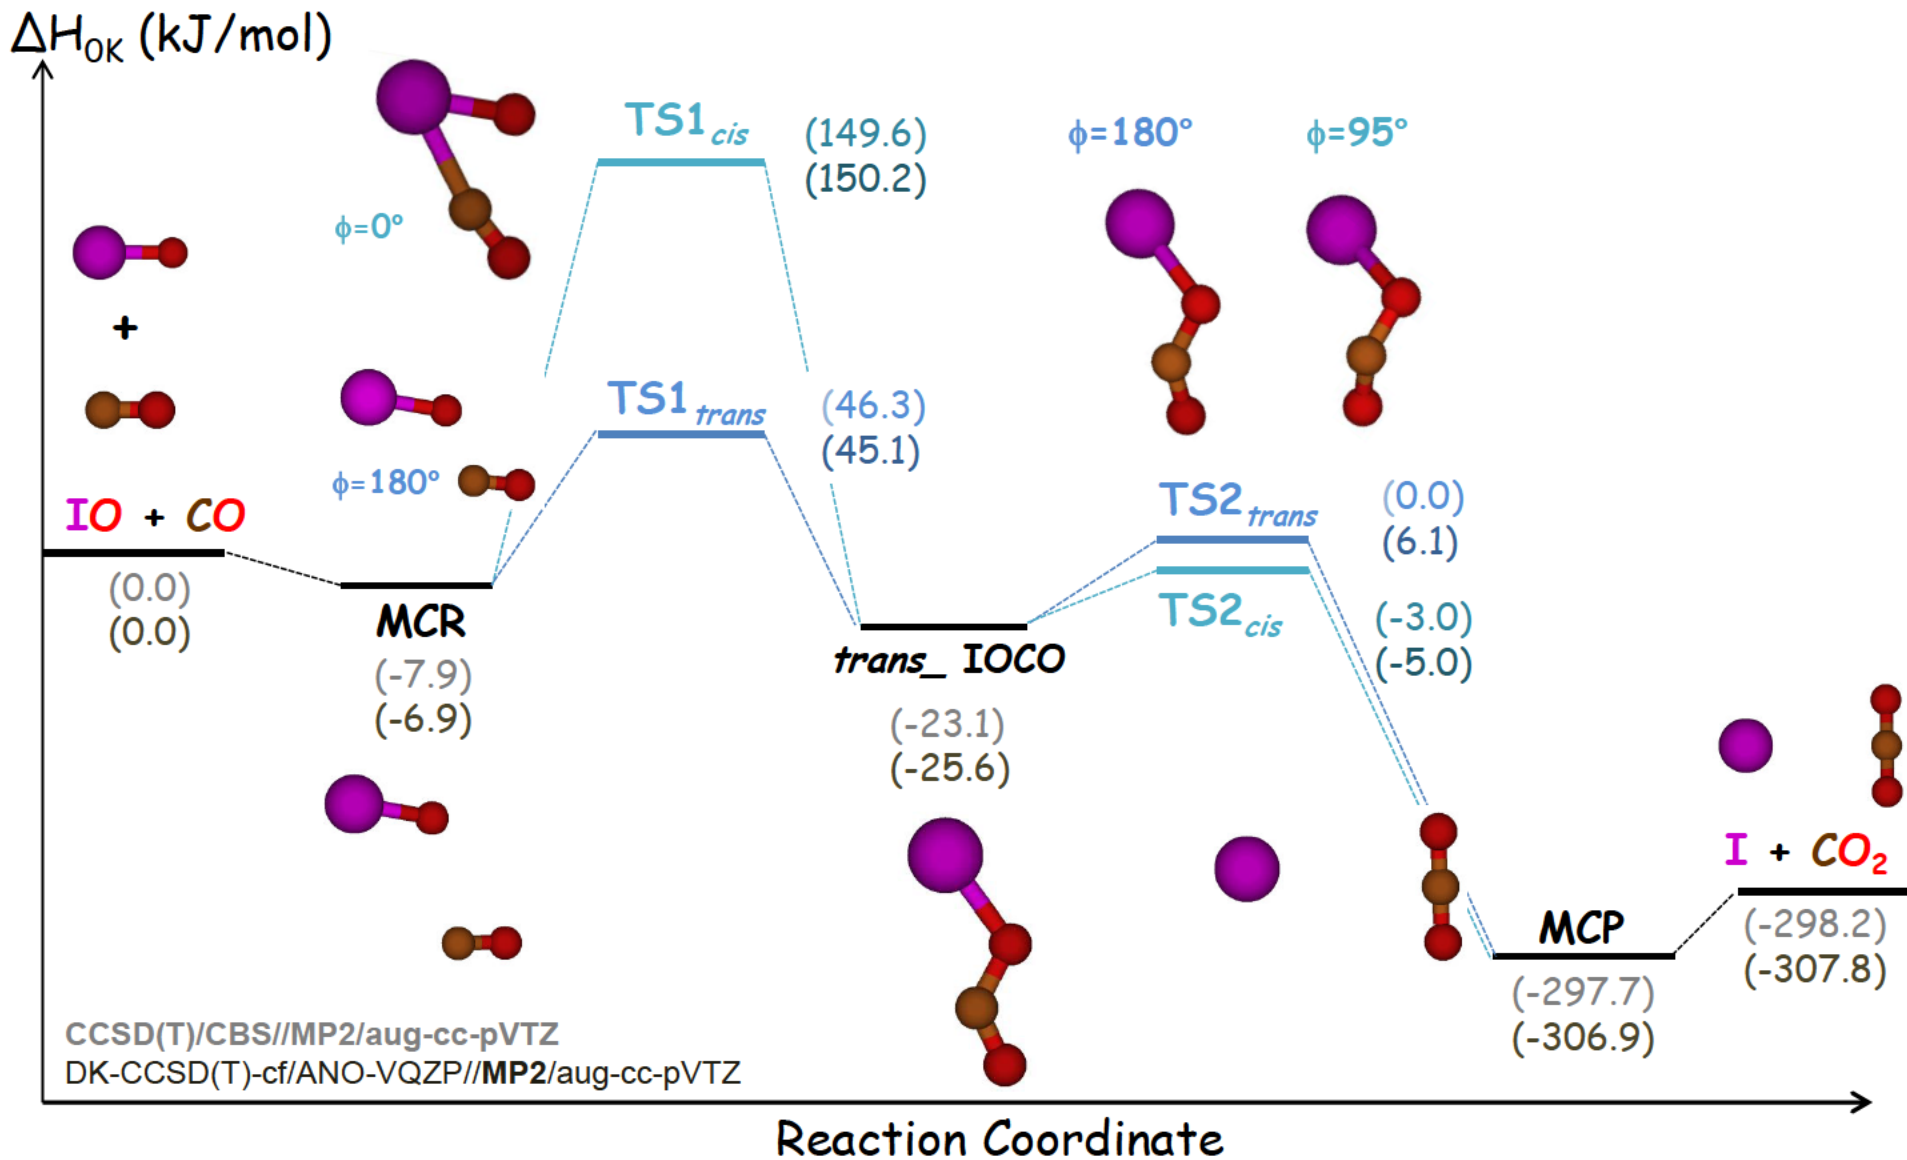 ΔH0K (kJ/mol)
TS1cis
(149.6)
(150.2)
ϕ=180°
ϕ=95°
ϕ=0°
+
TS1trans
(46.3)
(45.1)
ϕ=180°
IO + CO
(0.0)
(0.0)
MCR
(-7.9)
(-6.9)
trans_ IOCO
(-23.1)
(-25.6)
TS2trans
(0.0)
(6.1)
TS2cis
(-3.0)
(-5.0)
I + CO2
(-298.2)
(-307.8)
MCP
(-297.7)
(-306.9)
CCSD(T)/CBS//MP2/aug-cc-pVTZ
DK-CCSD(T)-cf/ANO-VQZP//MP2/aug-cc-pVTZ
Reaction Coordinate